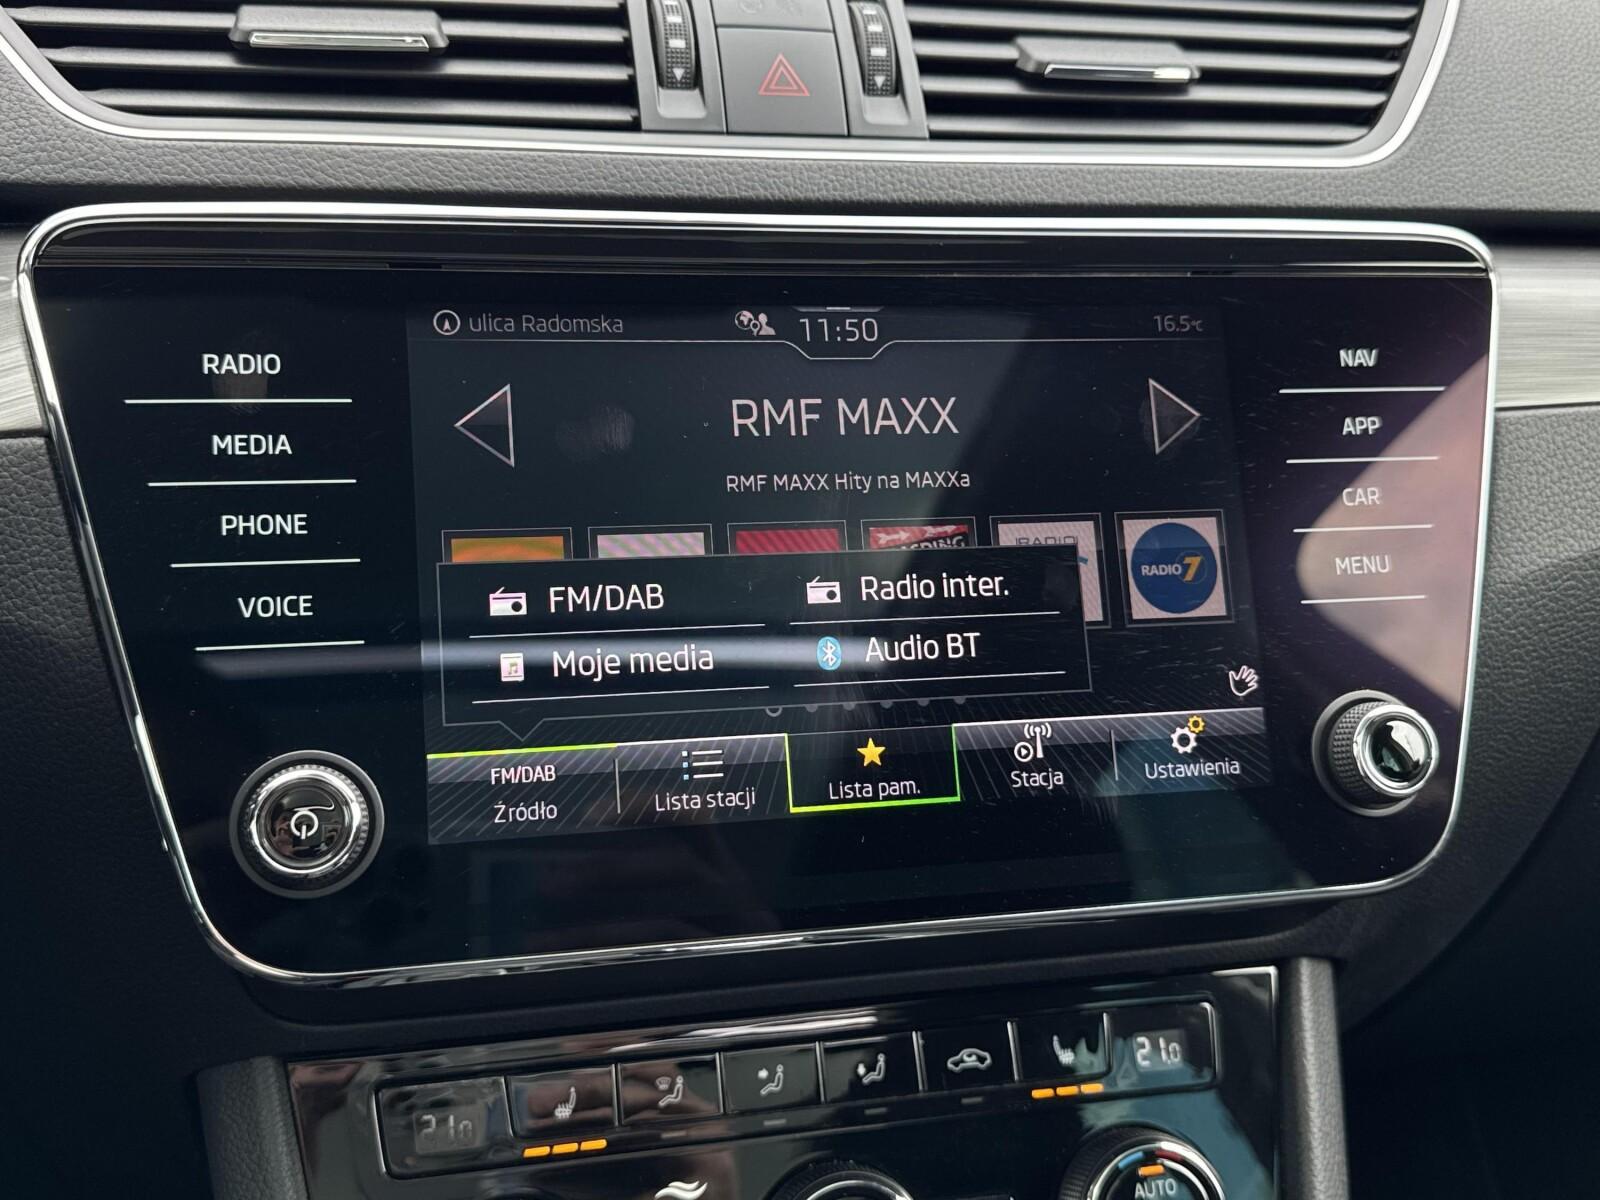 ulica Radomska
11:50
16.5°C
RADIO
MEDIA
PHONE
VOICE
NAV
APP
CAR
MENU
RMF MAXX
RMF MAXX Hity na MAXXa
RADIO
RADIO 7
FM/DAB
Radio inter.
Moje media
Audio BT
FM/DAB
Źródło
Lista stacji
Lista pam.
Stacja
Ustawienia
21.0
21.0
AUTO